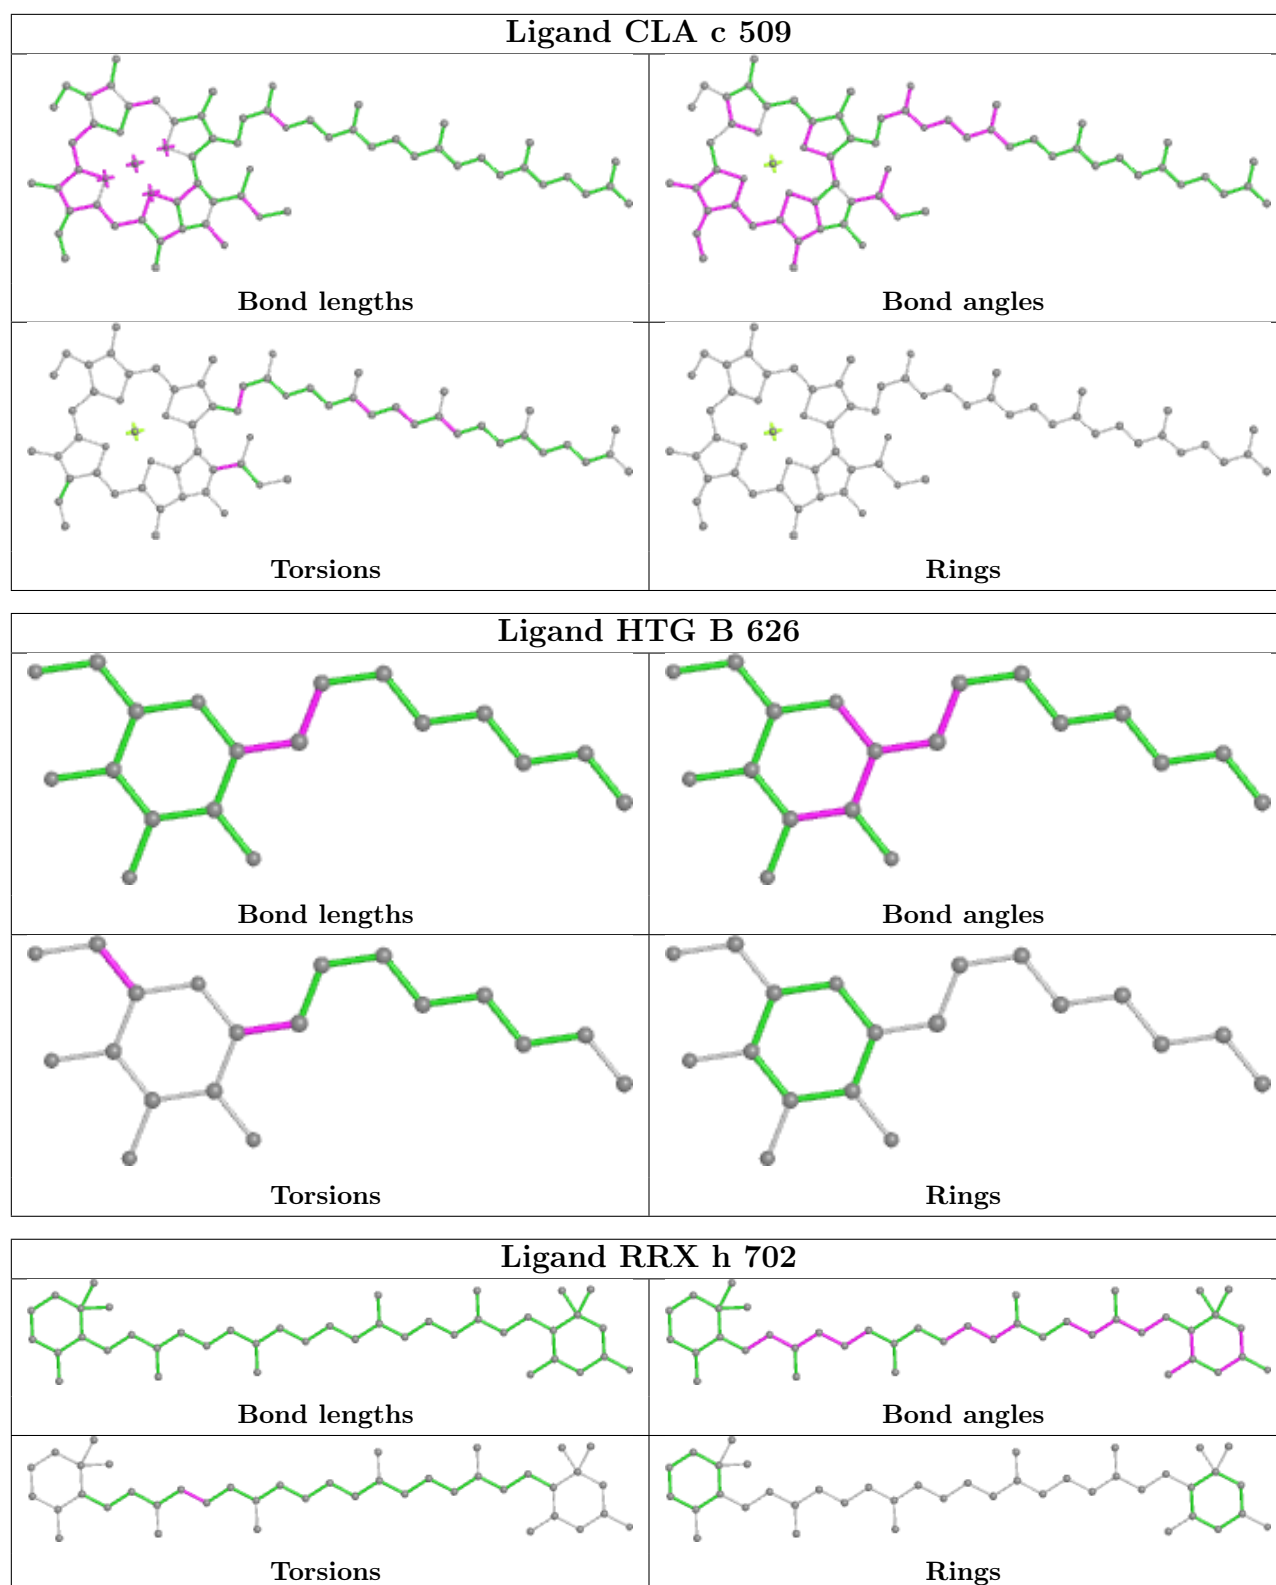 Ligand CLA c 509
Bond lengths
Bond angles
Torsions
Rings
Ligand HTG B 626
Bond lengths
Bond angles
Torsions
Rings
Ligand RRX h 702
Bond lengths
Bond angles
Torsions
Rings